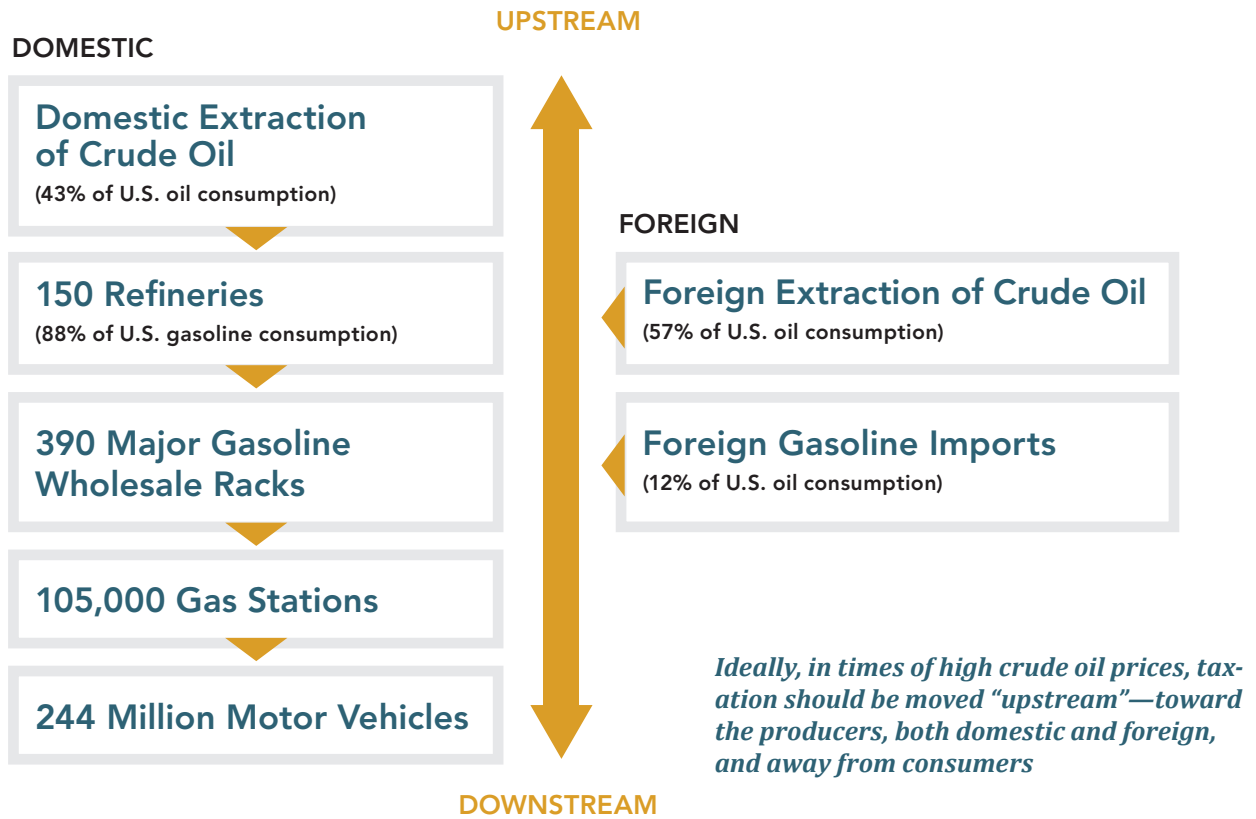 UPSTREAM
DOMESTIC
Domestic Extraction
of Crude Oil
(43% of U.S. oil consumption)
150 Refineries
(88% of U.S. gasoline consumption)
390 Major Gasoline
Wholesale Racks
105,000 Gas Stations
244 Million Motor Vehicles
FOREIGN
Foreign Extraction of Crude Oil
(57% of U.S. oil consumption)
Foreign Gasoline Imports
(12% of U.S. oil consumption)
Ideally, in times of high crude oil prices, tax-
ation should be moved “upstream”—toward
the producers, both domestic and foreign,
and away from consumers
DOWNSTREAM